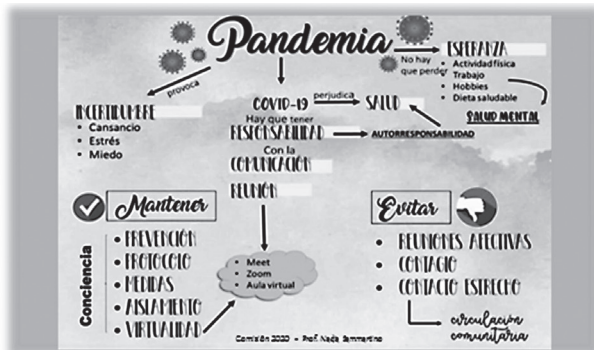 Pandemia
provoca
No hay
que perder
ESPERANZA
• Actividad física
• Trabajo
• Hobbies
• Dieta saludable
SALUD MENTAL
INCERTIDUMBRE
• Cansancio
• Estrés
• Miedo
COVID-19
perjudica
SALUD
Hay que tener
RESPONSABILIDAD
AUTORRESPONSABILIDAD
Con la
COMUNICACIÓN
REUNIÓN
• Meet
• Zoom
• Aula virtual
Mantener
Conciencia
• PREVENCIÓN
• PROTOCOLO
• MEDIDAS
• AISLAMIENTO
• VIRTUALIDAD
Evitar
• REUNIONES AFECTIVAS
• CONTAGIO
• CONTACTO ESTRECHO
circulación
comunitaria
Comisión 2020 - Prof. Sammartino